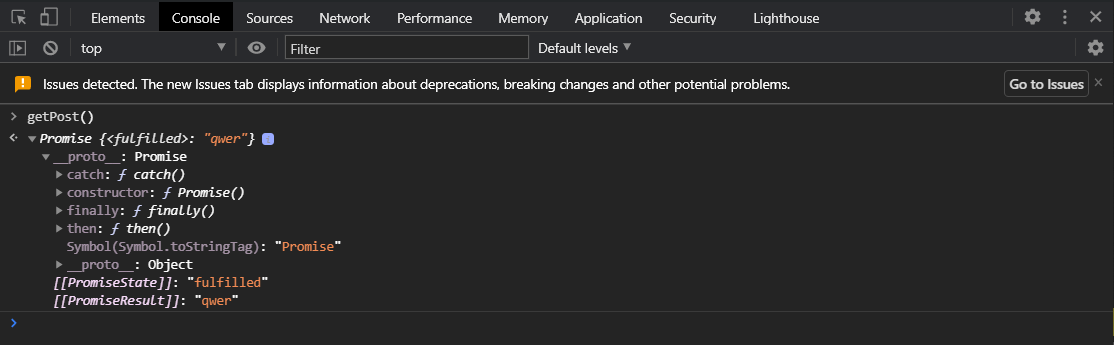 Elements Console Sources Network Performance Memory Application Security Lighthouse
top Filter Default levels
Issues detected. The new Issues tab displays information about deprecations, breaking changes and other potential problems. Go to Issues
getPost()
Promise {<fulfilled>: "qwer"}
__proto__: Promise
catch: ƒ catch()
constructor: ƒ Promise()
finally: ƒ finally()
then: ƒ then()
Symbol(Symbol.toStringTag): "Promise"
__proto__: Object
[[PromiseState]]: "fulfilled"
[[PromiseResult]]: "qwer"